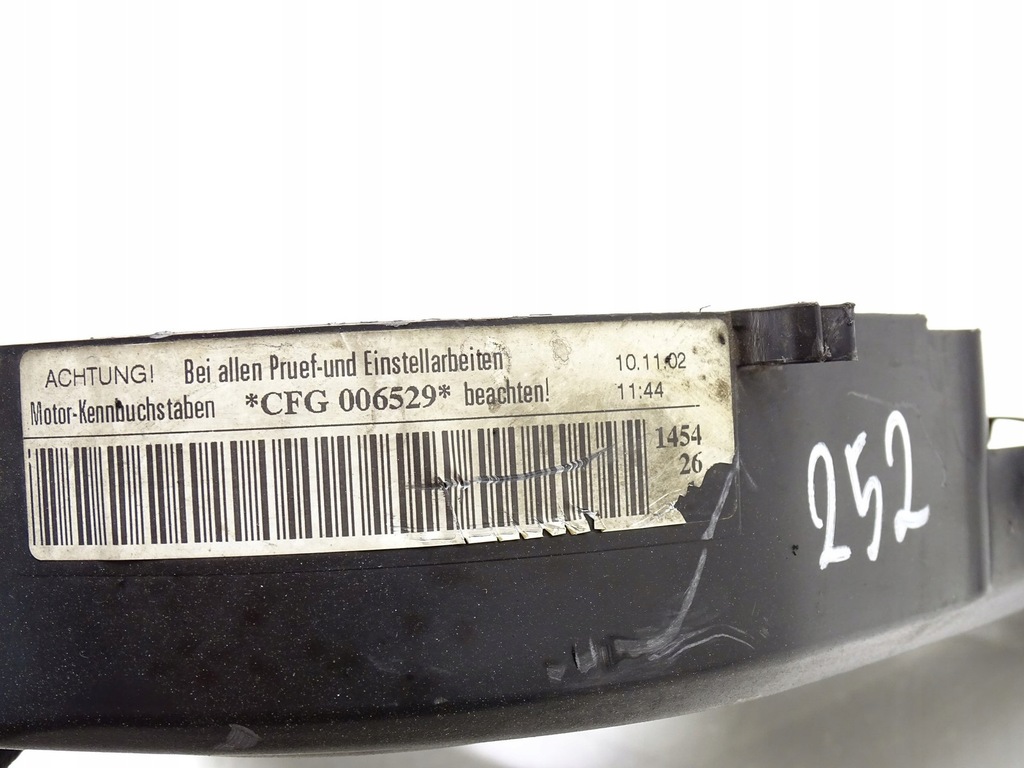 ACHTUNG! Bei allen Pruef-und Einstellarbeiten 10.11.02
Motor-Kennbuchstaben *CFG 006529* beachten! 11:44
1454
26
252